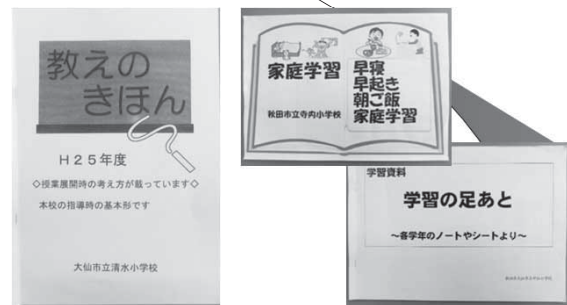 教えの
きほん
H25年度
◇授業展開時の考え方が載っています◇
本校の指導時の基本形です
大仙市立清水小学校
家庭学習
秋田市立寺内小学校
早寝
早起き
朝ご飯
家庭学習
学習資料
学習の足あと
~各学年のノートやシートより~